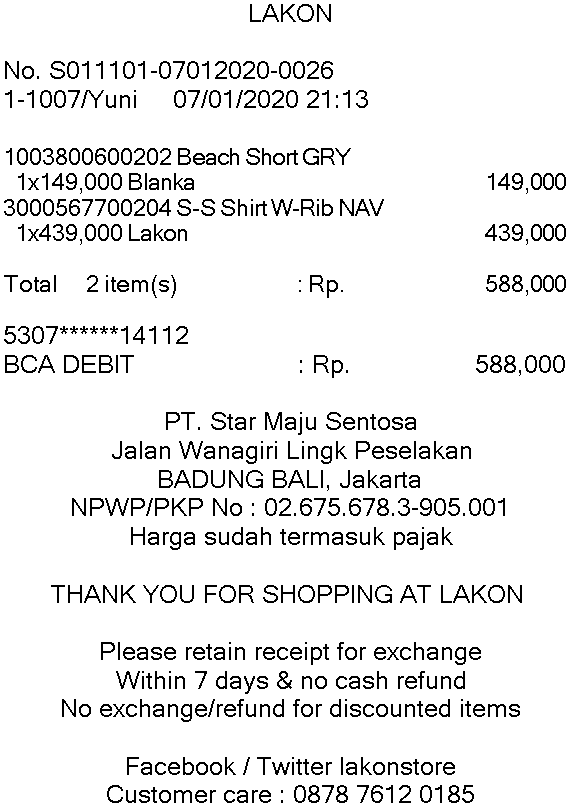 LAKON
No. S011101-07012020-0026
1-1007/Yuni 07/01/2020 21:13
1003800600202 Beach Short GRY
1x149,000 Blanka 149,000
3000567700204 S-S Shirt W-Rib NAV
1x439,000 Lakon 439,000
Total 2 item(s) : Rp. 588,000
5307******14112
BCA DEBIT : Rp. 588,000
PT. Star Maju Sentosa
Jalan Wanagiri Lingk Peselakan
BADUNG BALI, Jakarta
NPWP/PKP No : 02.675.678.3-905.001
Harga sudah termasuk pajak
THANK YOU FOR SHOPPING AT LAKON
Please retain receipt for exchange
Within 7 days & no cash refund
No exchange/refund for discounted items
Facebook / Twitter lakonstore
Customer care : 0878 7612 0185